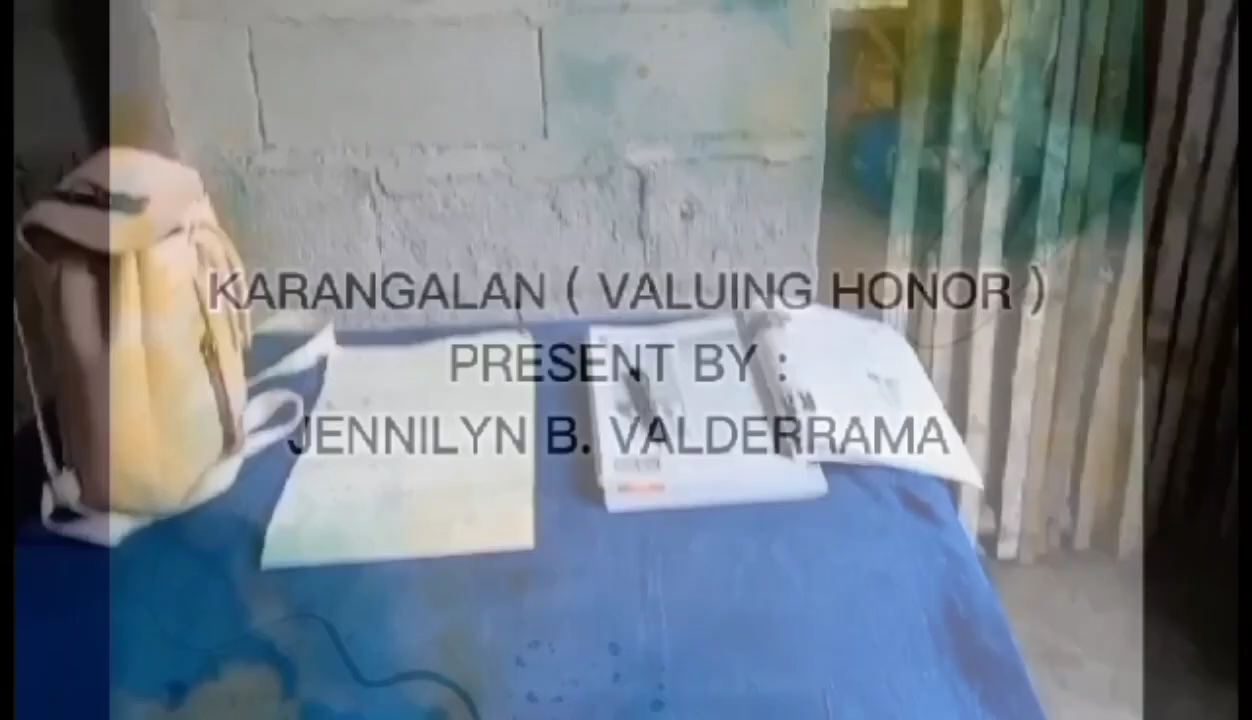 KARANGALAN ( VALUING HONOR )
PRESENT BY :
JENNILYN B. VALDERRAMA